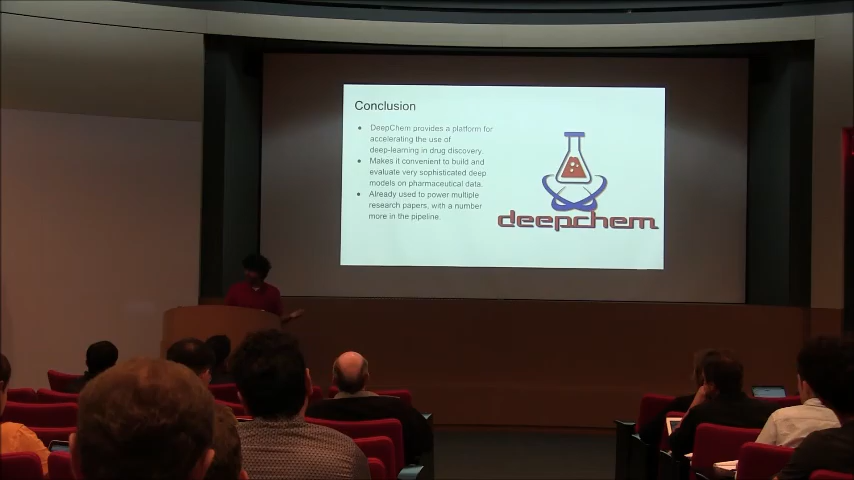 Conclusion
● DeepChem provides a platform for
accelerating the use of
deep-learning in drug discovery.
● Makes it convenient to build and
evaluate very sophisticated deep
models on pharmaceutical data.
● Already used to power multiple
research papers, with a number
more in the pipeline.
deepchem